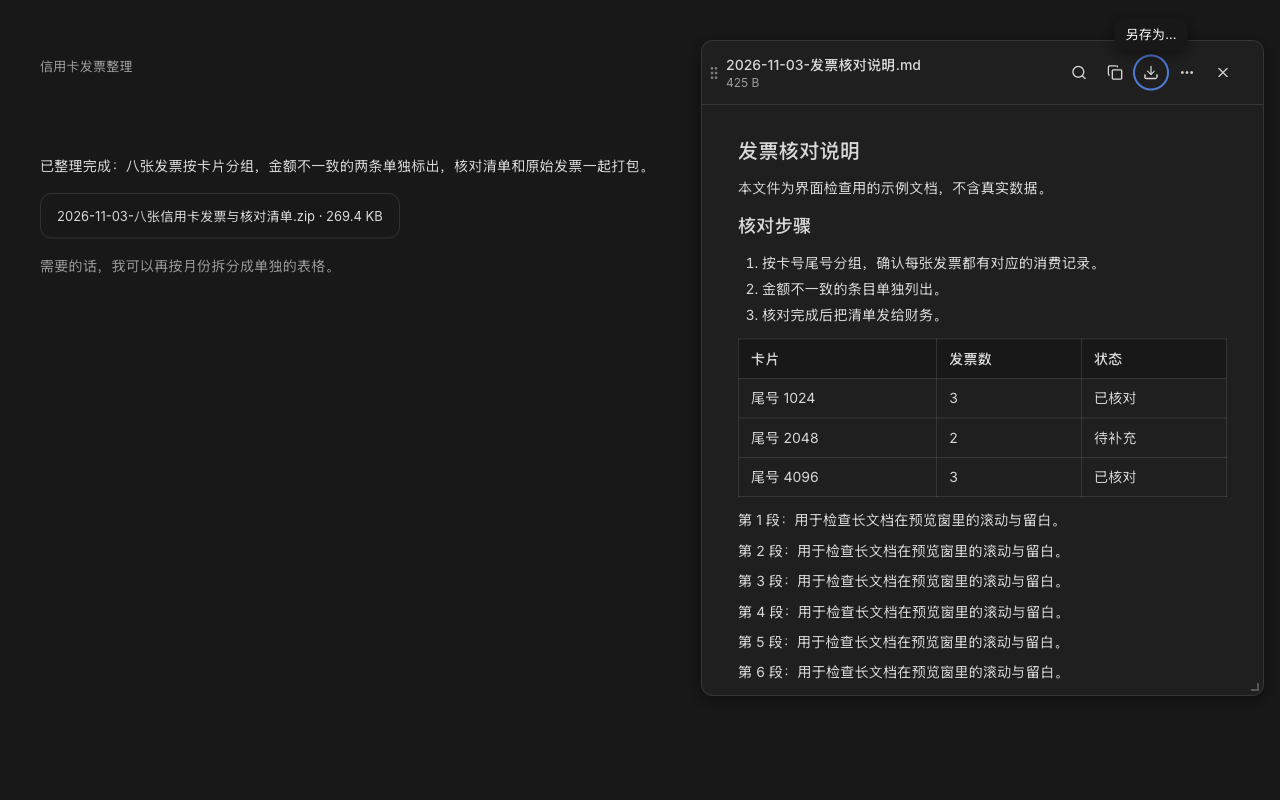 另存为...
信用卡发票整理
已整理完成：八张发票按卡片分组，金额不一致的两条单独标出，核对清单和原始发票一起打包。
2026-11-03-八张信用卡发票与核对清单.zip · 269.4 KB
需要的话，我可以再按月份拆分成单独的表格。
2026-11-03-发票核对说明.md
425 B
发票核对说明
本文件为界面检查用的示例文档，不含真实数据。
核对步骤
1. 按卡号尾号分组，确认每张发票都有对应的消费记录。
2. 金额不一致的条目单独列出。
3. 核对完成后把清单发给财务。
卡片 发票数 状态
尾号 1024 3 已核对
尾号 2048 2 待补充
尾号 4096 3 已核对
第 1 段：用于检查长文档在预览窗里的滚动与留白。
第 2 段：用于检查长文档在预览窗里的滚动与留白。
第 3 段：用于检查长文档在预览窗里的滚动与留白。
第 4 段：用于检查长文档在预览窗里的滚动与留白。
第 5 段：用于检查长文档在预览窗里的滚动与留白。
第 6 段：用于检查长文档在预览窗里的滚动与留白。